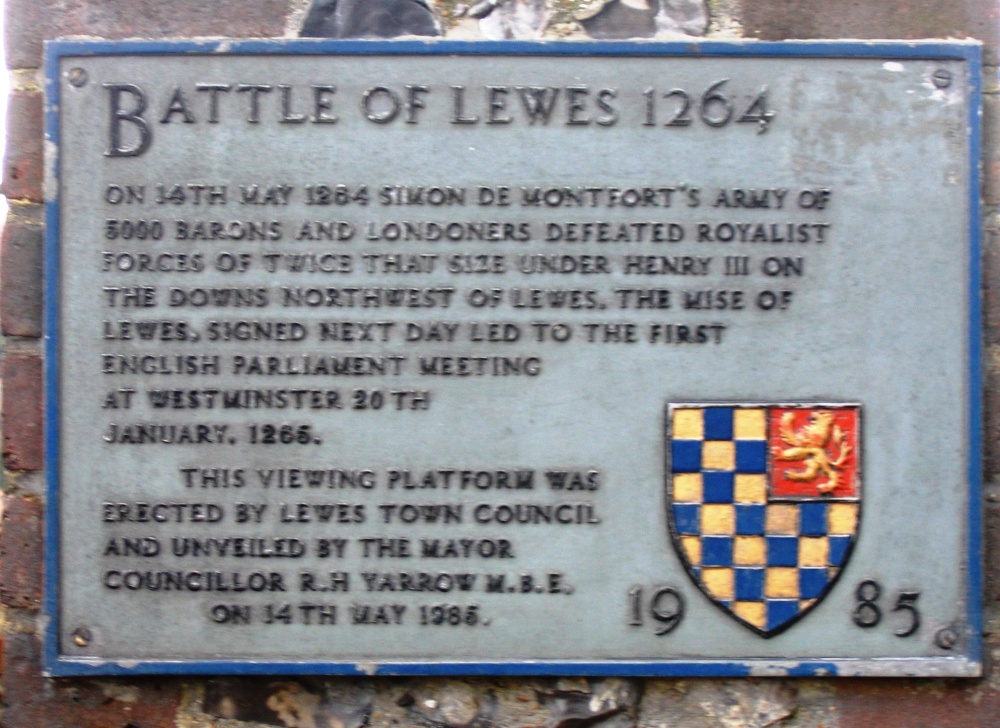 BATTLE OF LEWES 1264
ON 14TH MAY 1264 SIMON DE MONTFORT'S ARMY OF
5000 BARONS AND LONDONERS DEFEATED ROYALIST
FORCES OF TWICE THAT SIZE UNDER HENRY III ON
THE DOWNS NORTHWEST OF LEWES. THE MISE OF
LEWES, SIGNED NEXT DAY LED TO THE FIRST
ENGLISH PARLIAMENT MEETING
AT WESTMINSTER 20TH
JANUARY, 1265.
THIS VIEWING PLATFORM WAS
ERECTED BY LEWES TOWN COUNCIL
AND UNVEILED BY THE MAYOR
COUNCILLOR R.H YARROW M.B.E.
ON 14TH MAY 1985.
19 85